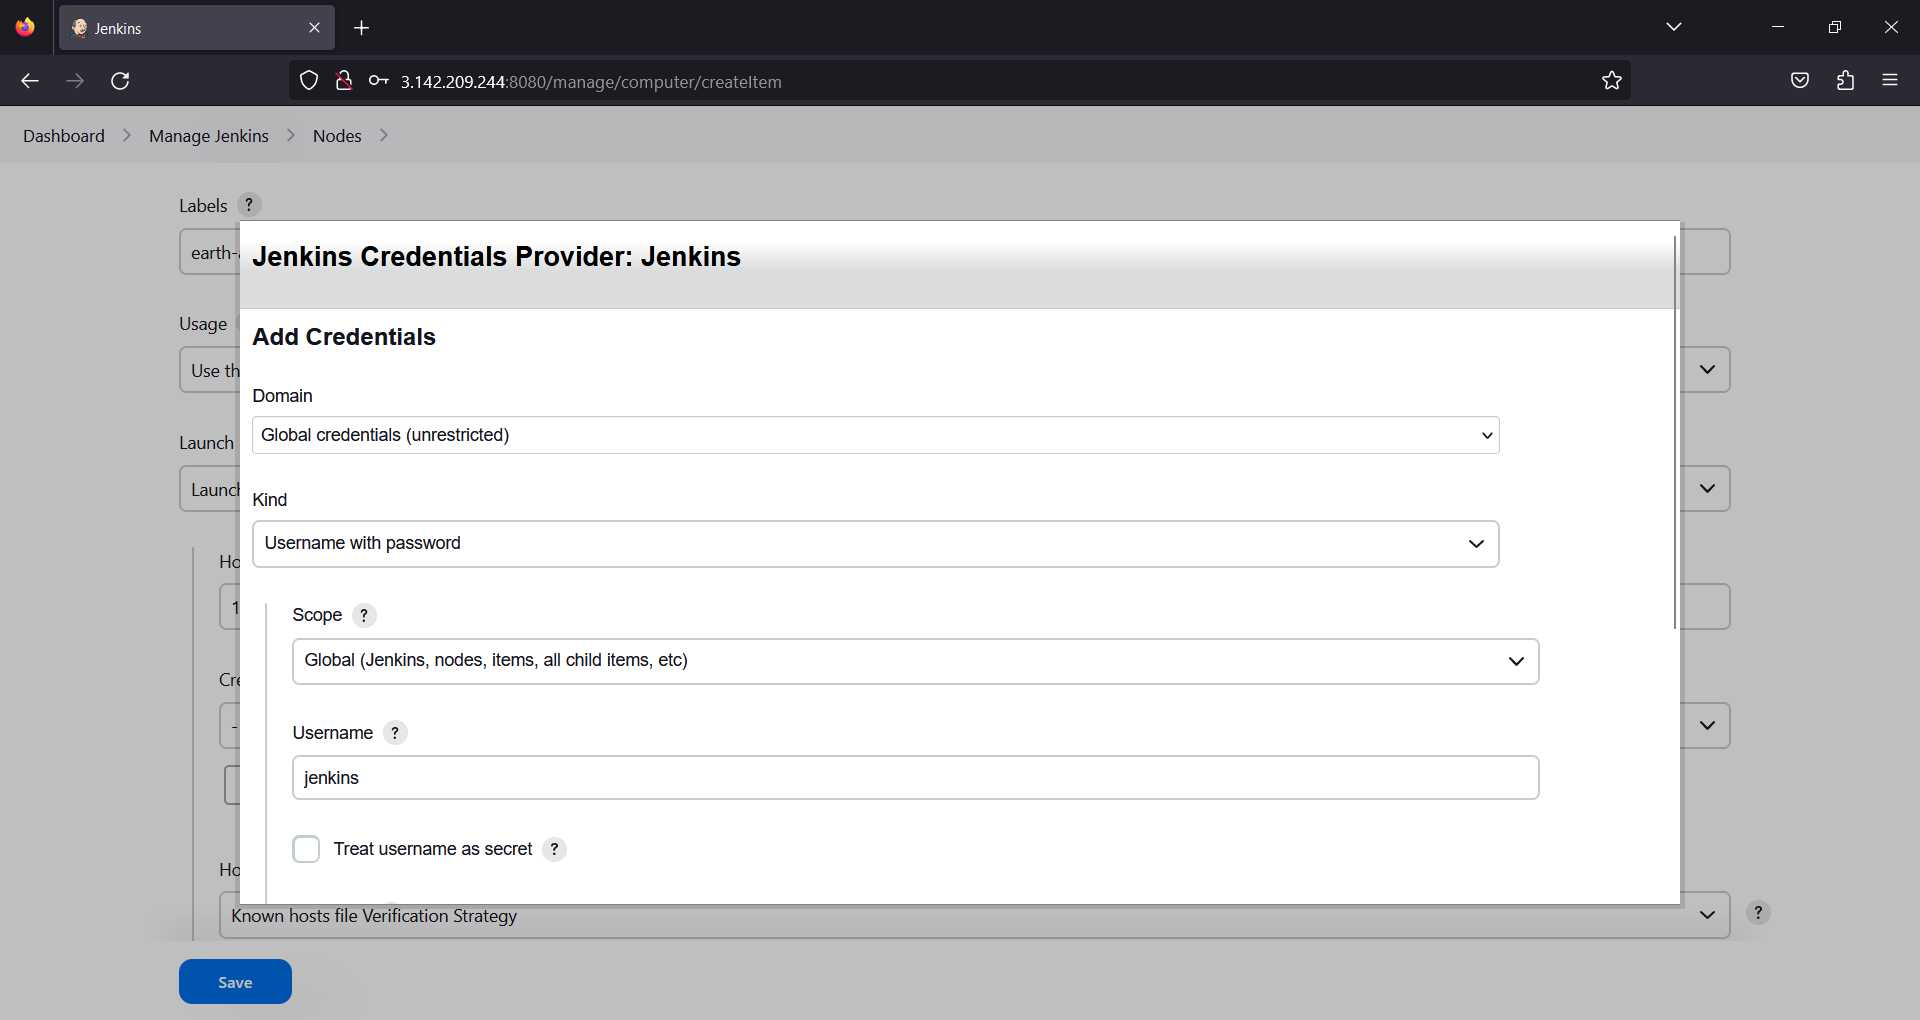 Jenkins
3.142.209.244:8080/manage/computer/createItem
Dashboard > Manage Jenkins > Nodes >
Labels ?
earth-
Jenkins Credentials Provider: Jenkins
Add Credentials
Usage
Use th
Domain
Global credentials (unrestricted)
Launch
Launch
Kind
Username with password
Ho
1
Scope ?
Global (Jenkins, nodes, items, all child items, etc)
Cre
-
Username ?
jenkins
Treat username as secret ?
Ho
Known hosts file Verification Strategy ?
Save